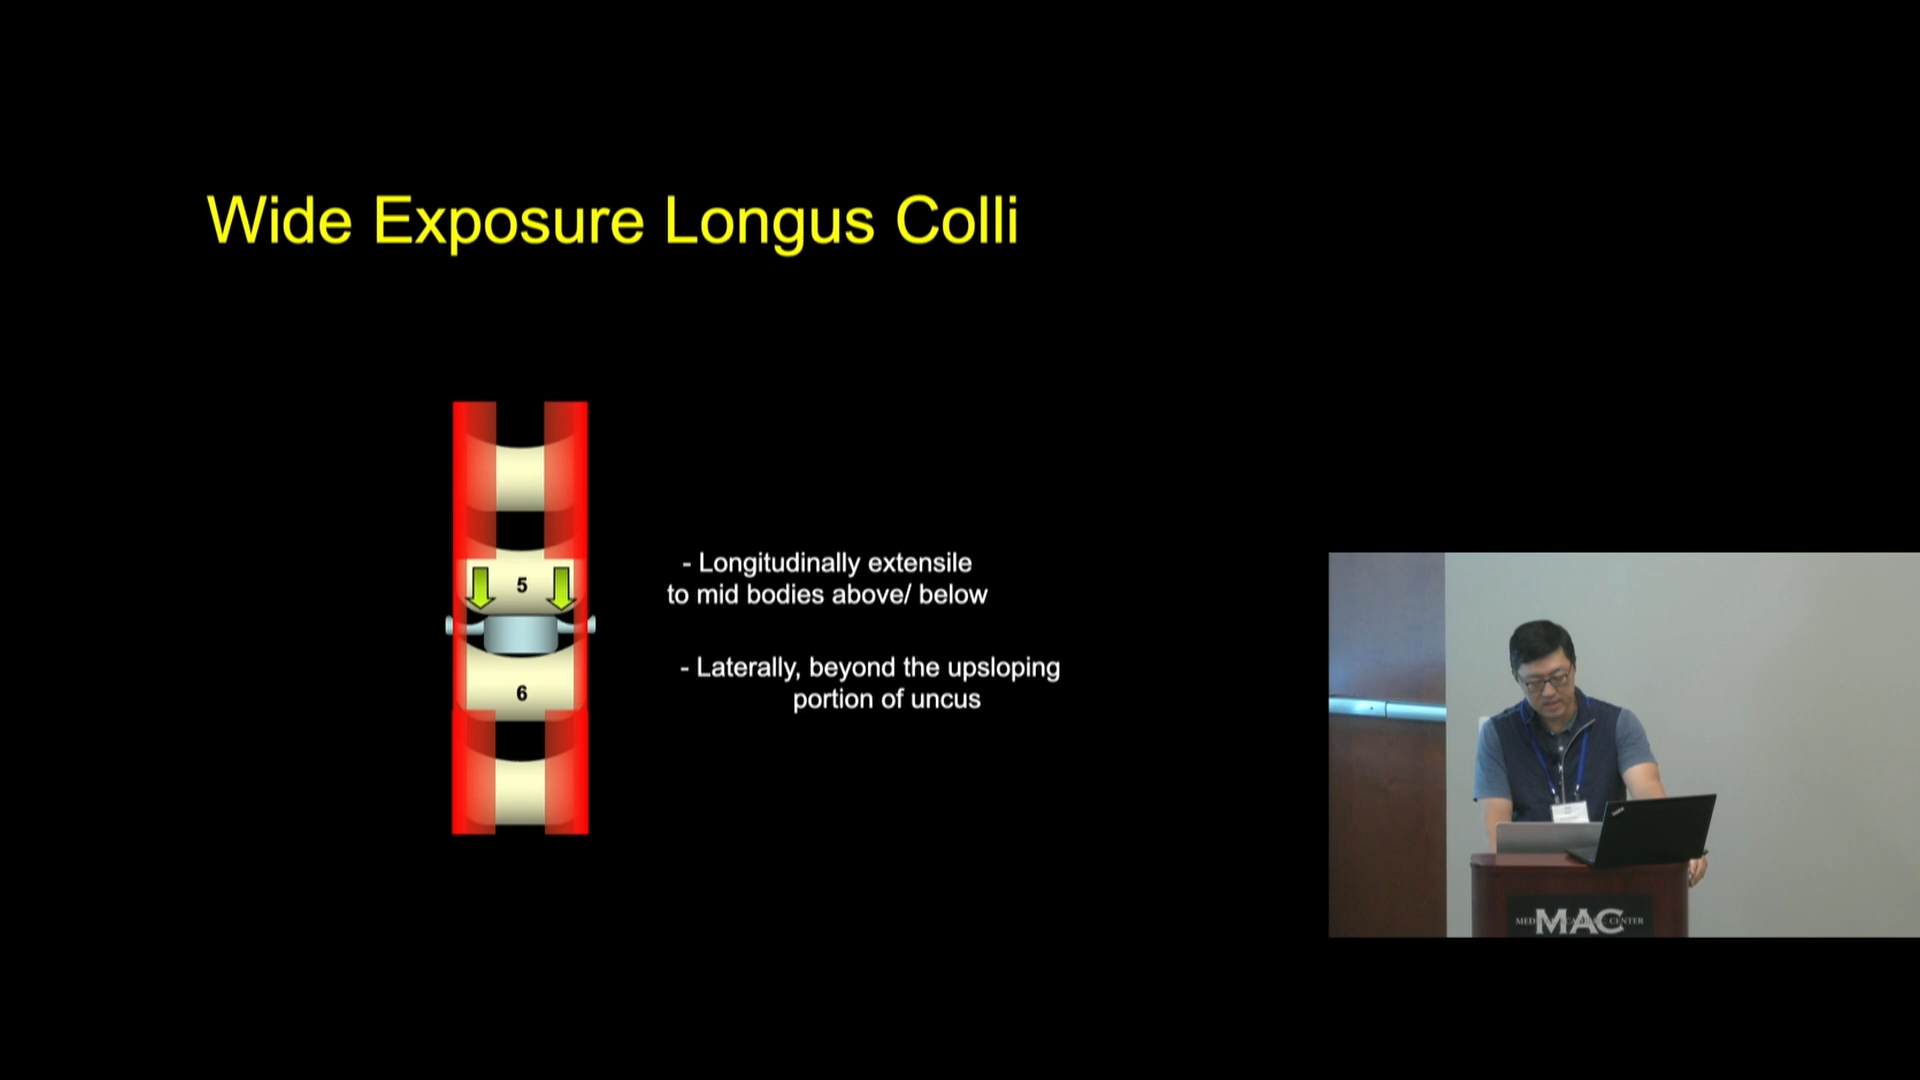 Wide Exposure Longus Colli
5
6
- Longitudinally extensile
to mid bodies above/ below
- Laterally, beyond the upsloping
portion of uncus
MAC
CENTER